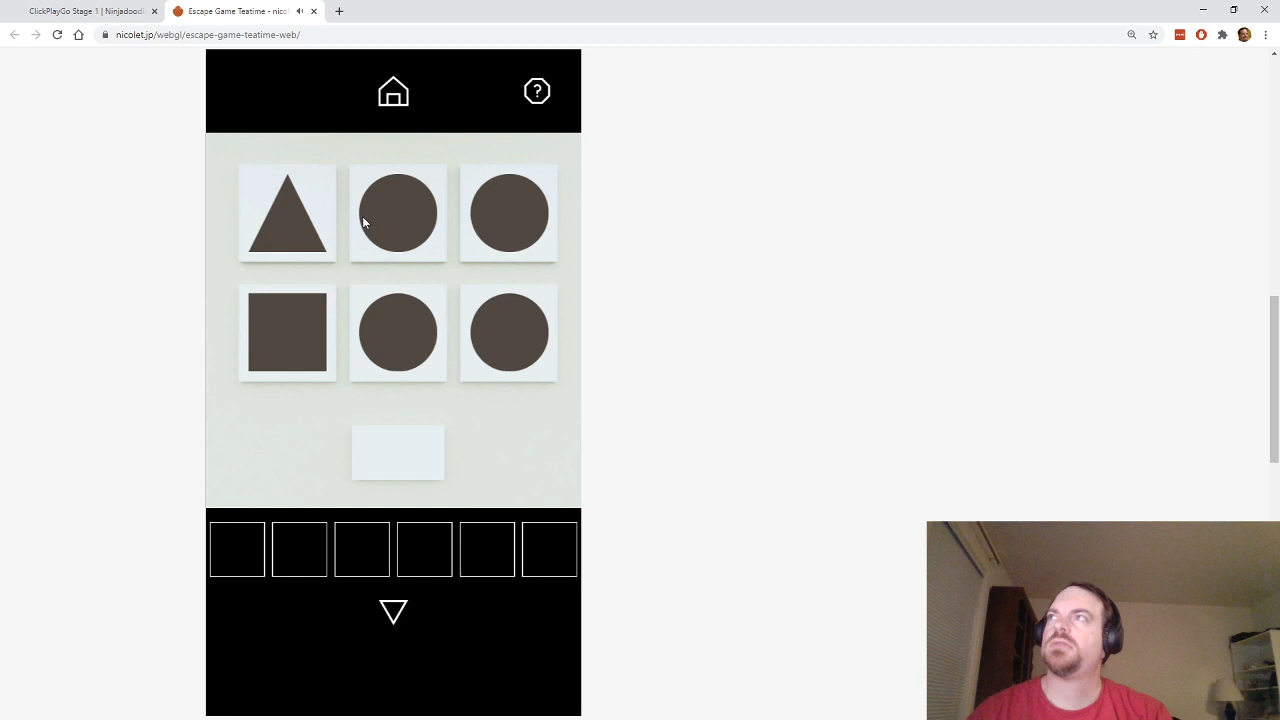 ClickPlayGo Stage 1 | Ninjadoodl
Escape Game Teatime - nicol
nicolet.jp/webgl/escape-game-teatime-web/
?